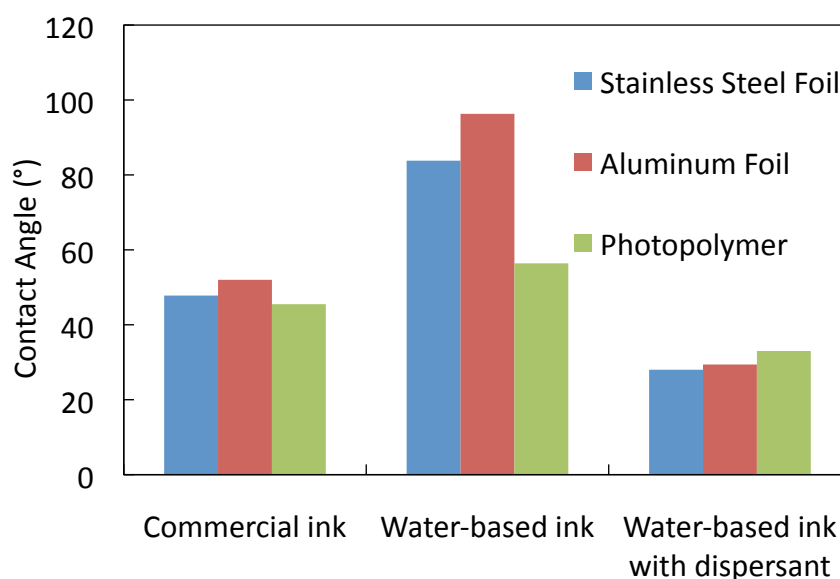 120
100
80
60
40
20
0
Contact Angle (°)
Stainless Steel Foil
Aluminum Foil
Photopolymer
Commercial ink
Water-based ink
Water-based ink
with dispersant